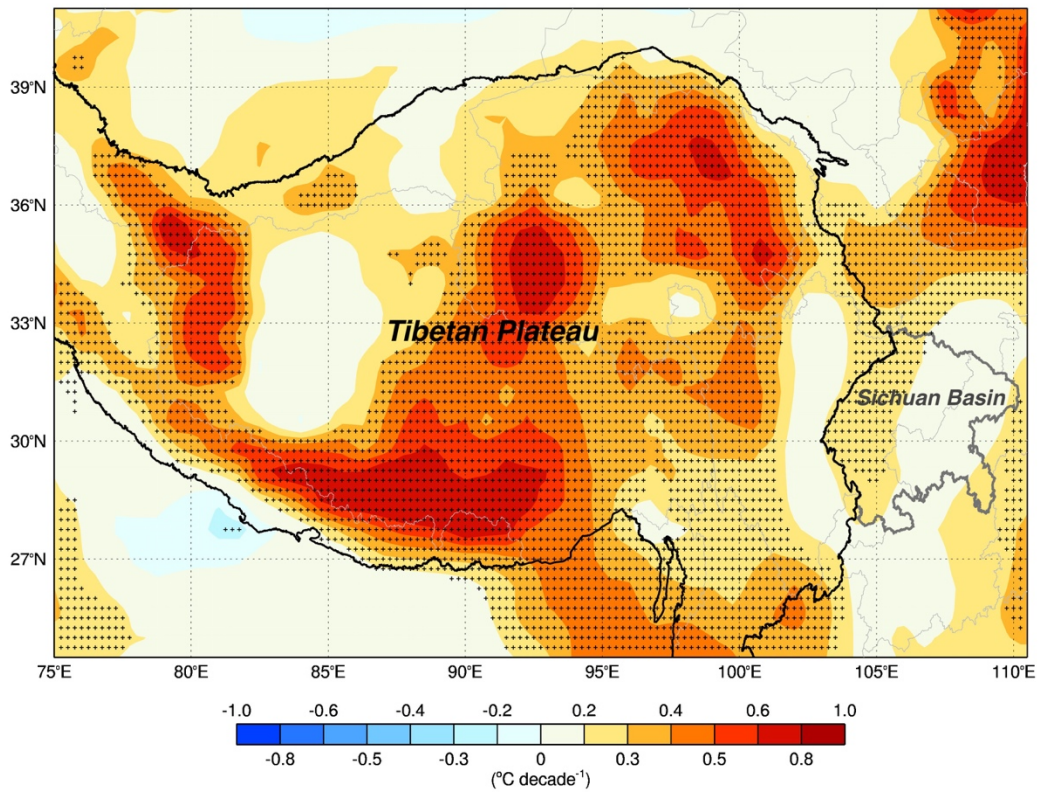 39°N
36°N
33°N
30°N
27°N
Tibetan Plateau
Sichuan Basin
75°E 80°E 85°E 90°E 95°E 100°E 105°E 110°E
-1.0 -0.6 -0.4 -0.2 0.2 0.4 0.6 1.0
-0.8 -0.5 -0.3 0 0.3 0.5 0.8
(°C decade⁻¹)